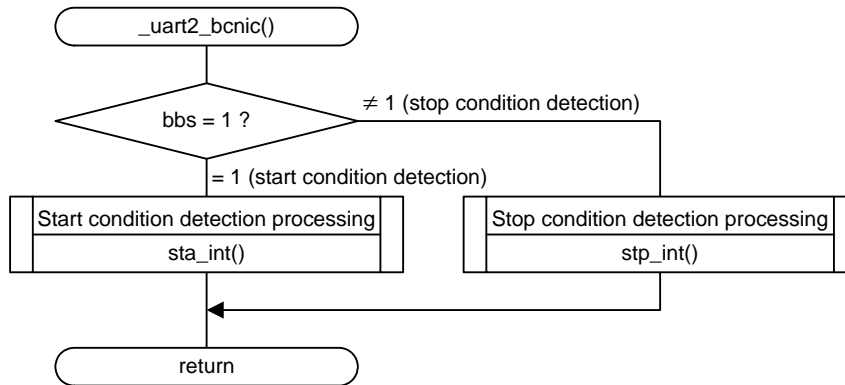 _uart2_bcnic()
≠ 1 (stop condition detection)
bbs = 1 ?
= 1 (start condition detection)
Start condition detection processing
sta_int()
Stop condition detection processing
stp_int()
return